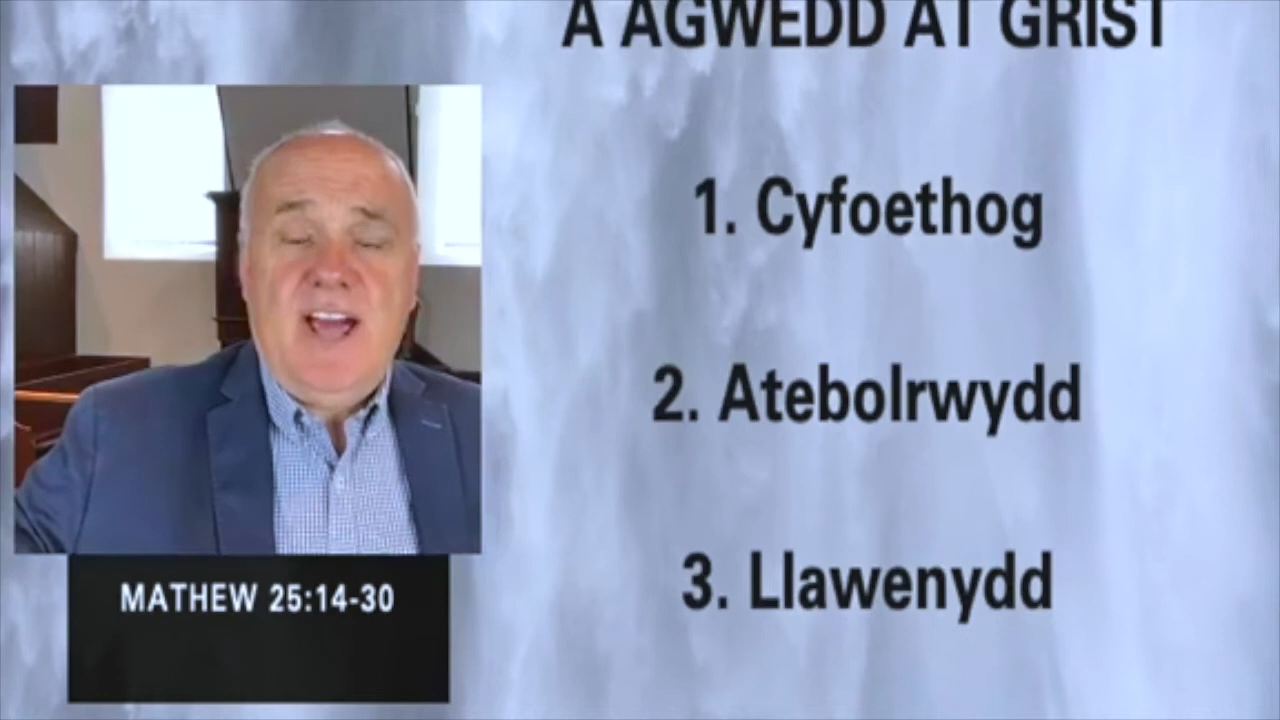 A AGWEDD AT GRIST
1. Cyfoethog
2. Atebolrwydd
3. Llawenydd
MATHEW 25:14-30